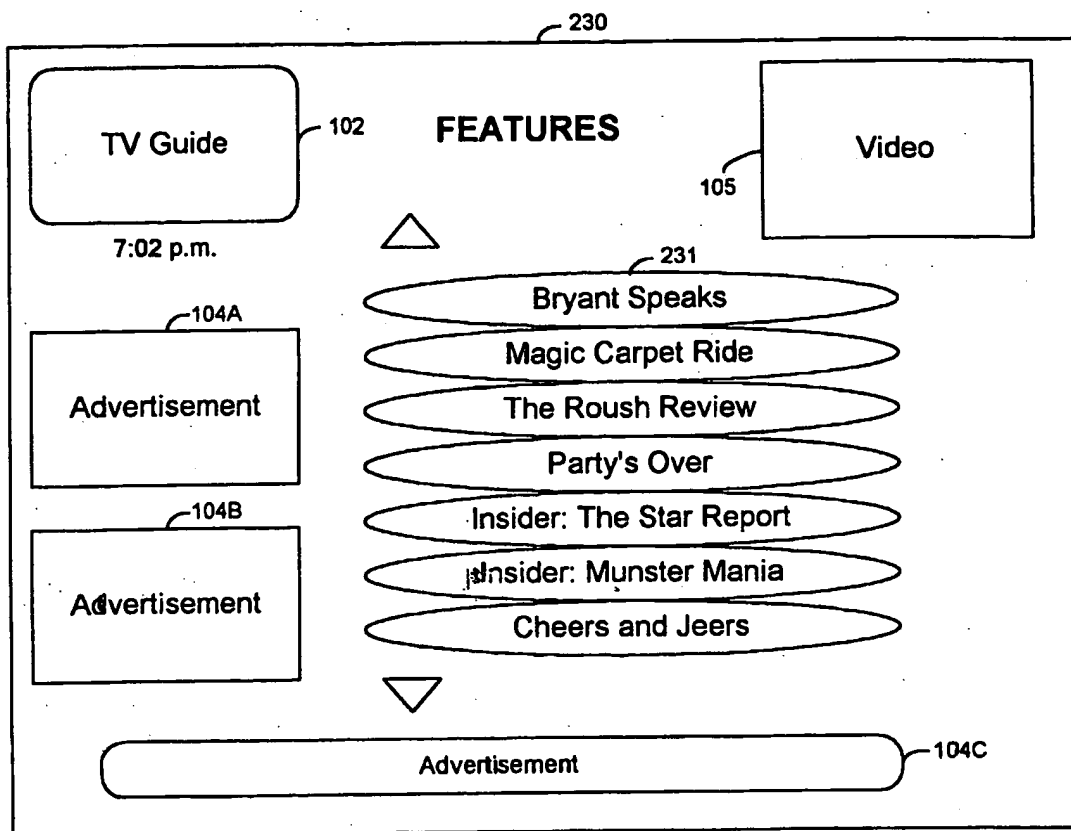 230
TV Guide
102
FEATURES
Video
105
7:02 p.m.
231
Bryant Speaks
104A
Magic Carpet Ride
Advertisement
The Roush Review
Party's Over
104B
Insider: The Star Report
Advertisement
Insider: Munster Mania
Cheers and Jeers
Advertisement
104C